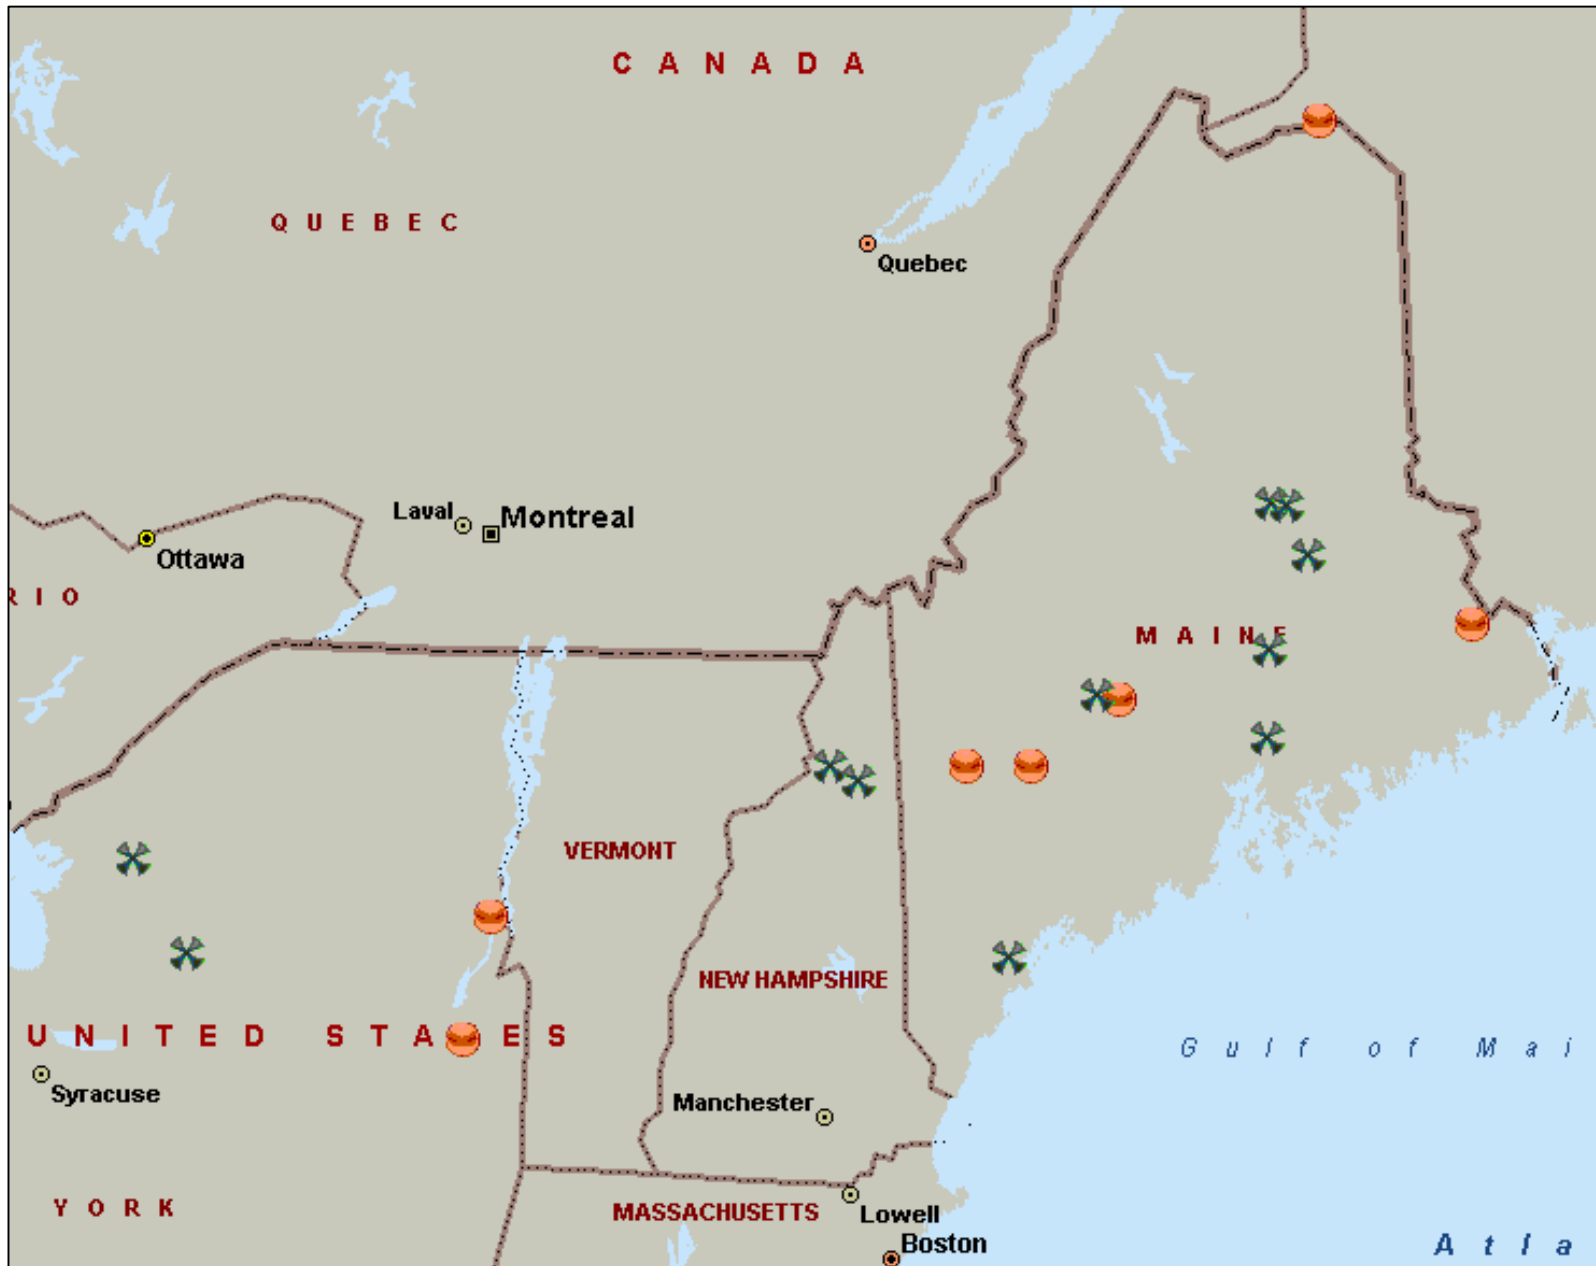 C A N A D A
Q U E B E C
Quebec
Laval
Montreal
Ottawa
R I O
M A I N E
VERMONT
NEW HAMPSHIRE
U N I T E D S T A E S
G u l f o f M a i
Syracuse
Manchester
Y O R K
MASSACHUSETTS
Lowell
Boston
A t l a